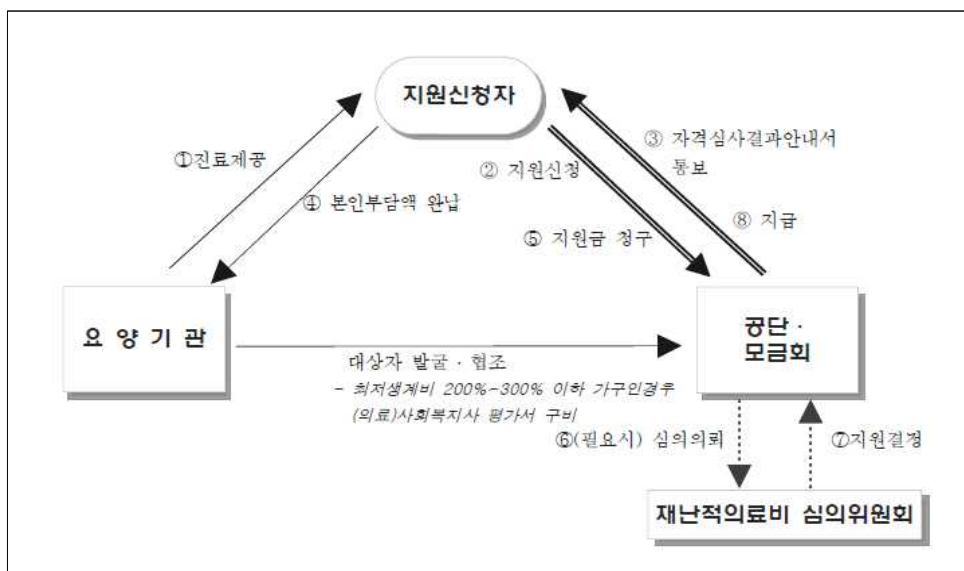 지원신청자
①진료제공
④ 본인부담액 완납
② 지원신청
⑤ 지원금 청구
③ 자격심사결과안내서
통보
⑧ 지급
요 양 기 관
공단 ·
모금회
대상자 발굴 · 협조
- 최저생계비 200%-300% 이하 가구인경우
(의료)사회복지사 평가서 구비
⑥(필요시) 심의의뢰
⑦지원결정
재난적의료비 심의위원회